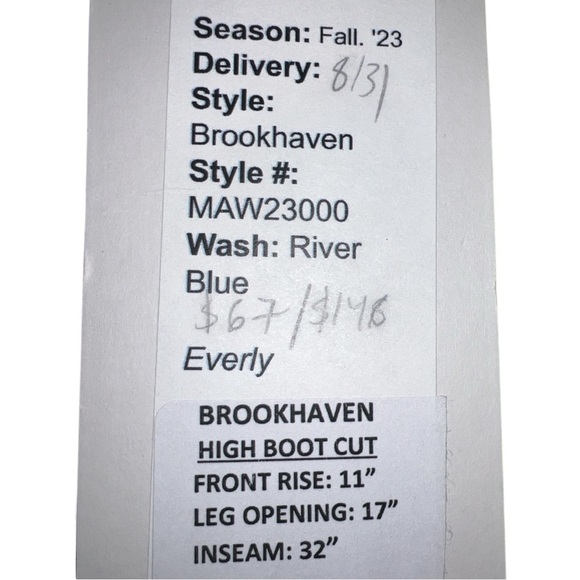 Season: Fall. '23
Delivery: 8/31
Style:
Brookhaven
Style #:
MAW23000
Wash: River
Blue
$67/$148
Everly
BROOKHAVEN
HIGH BOOT CUT
FRONT RISE: 11”
LEG OPENING: 17”
INSEAM: 32”